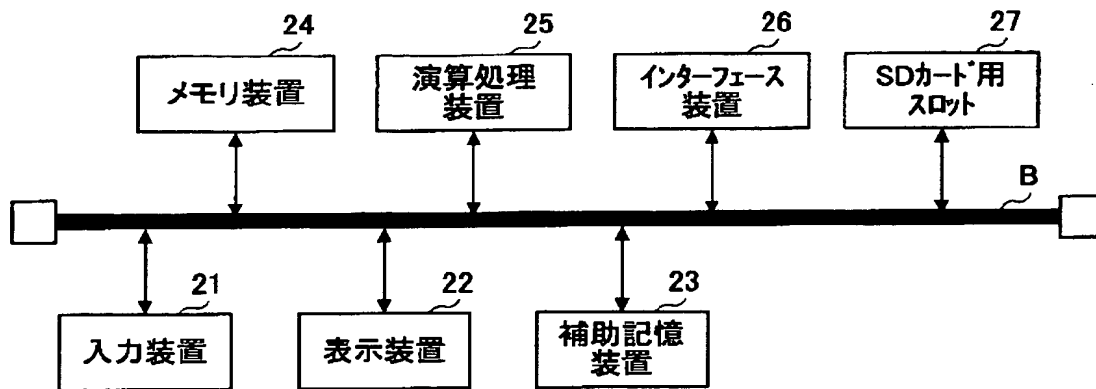 24
25
26
27
メモリ装置
演算処理
装置
インターフェース
装置
SDカード用
スロット
B
21
22
23
入力装置
表示装置
補助記憶
装置